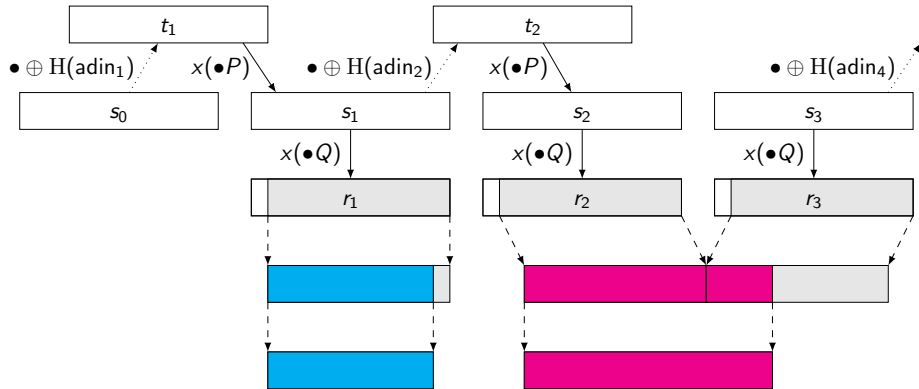 t₁ t₂
• ⊕ H(adin₁) x(•P) • ⊕ H(adin₂) x(•P) • ⊕ H(adin₄)
s₀ s₁ s₂ s₃
x(•Q) x(•Q) x(•Q)
r₁ r₂ r₃